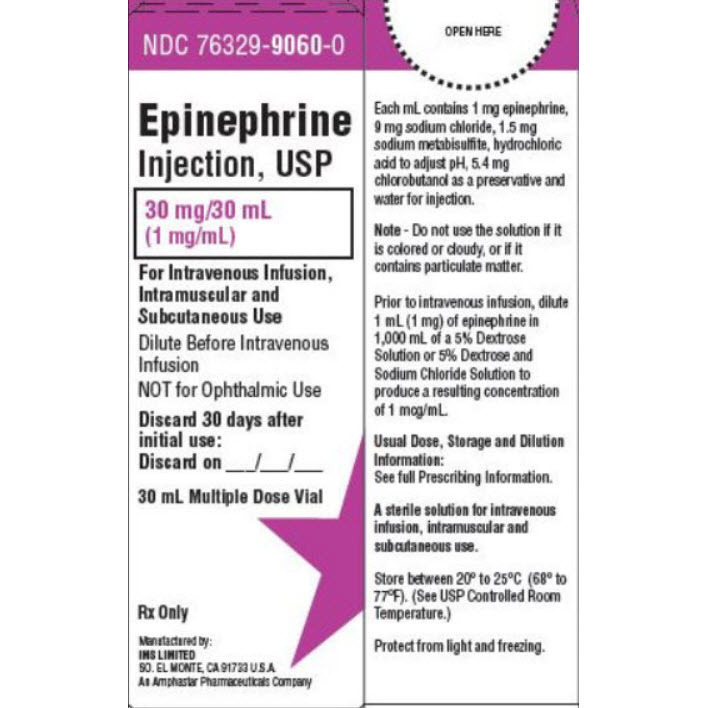 NDC 76329-9060-0
Epinephrine
Injection, USP
30 mg/30 mL
(1 mg/mL)
For Intravenous Infusion,
Intramuscular and
Subcutaneous Use
Dilute Before Intravenous
Infusion
NOT for Ophthalmic Use
Discard 30 days after
initial use:
Discard on __/__/__
30 mL Multiple Dose Vial
Rx Only
Manufactured by:
IMS LIMITED
SO. EL MONTE, CA 91733 U.S.A.
An Amphastar Pharmaceuticals Company
OPEN HERE
Each mL contains 1 mg epinephrine,
9 mg sodium chloride, 1.5 mg
sodium metabisulfite, hydrochloric
acid to adjust pH, 5.4 mg
chlorobutanol as a preservative and
water for injection.
Note - Do not use the solution if it
is colored or cloudy, or if it
contains particulate matter.
Prior to intravenous infusion, dilute
1 mL (1 mg) of epinephrine in
1,000 mL of a 5% Dextrose
Solution or 5% Dextrose and
Sodium Chloride Solution to
produce a resulting concentration
of 1 mcg/mL.
Usual Dose, Storage and Dilution
Information:
See full Prescribing Information.
A sterile solution for intravenous
infusion, intramuscular and
subcutaneous use.
Store between 20° to 25°C (68° to
77°F). (See USP Controlled Room
Temperature.)
Protect from light and freezing.